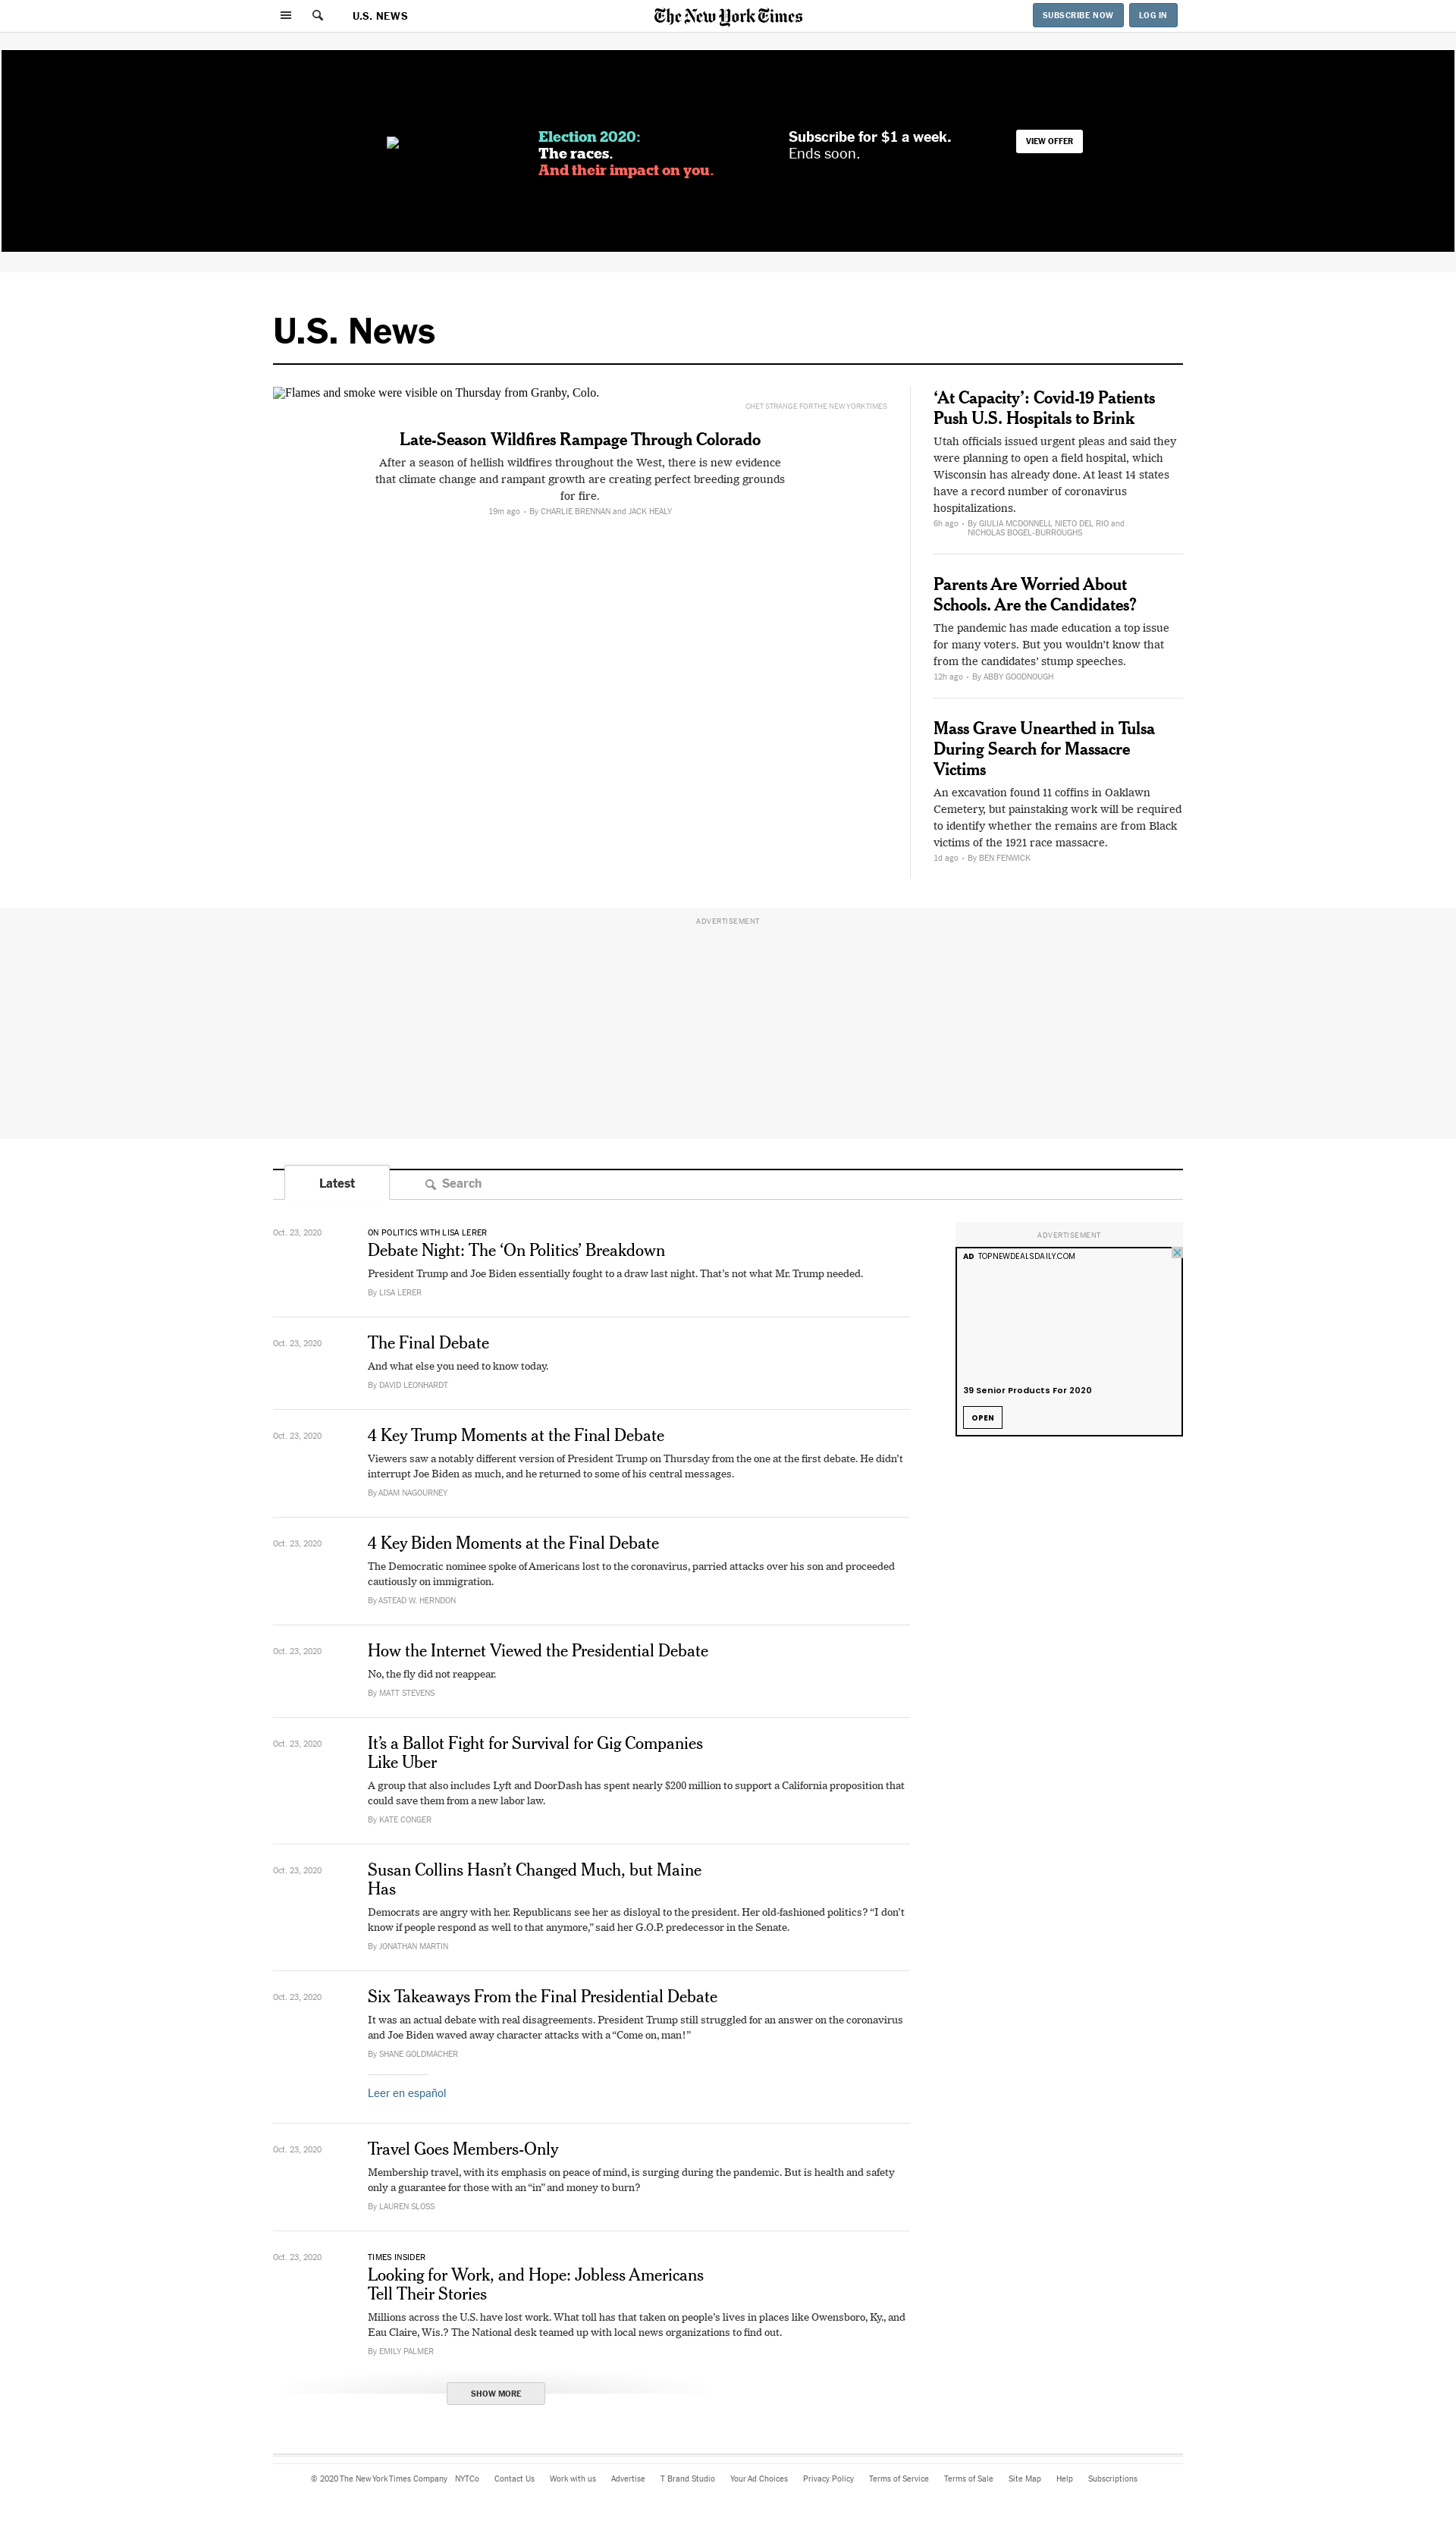 U.S. NEWS
The New York Times
SUBSCRIBE NOW
LOG IN
Election 2020:
The races.
And their impact on you.
Subscribe for $1 a week.
Ends soon.
VIEW OFFER
U.S. News
Flames and smoke were visible on Thursday from Granby, Colo.
CHET STRANGE FOR THE NEW YORK TIMES
Late-Season Wildfires Rampage Through Colorado
After a season of hellish wildfires throughout the West, there is new evidence
that climate change and rampant growth are creating perfect breeding grounds
for fire.
19m ago • By CHARLIE BRENNAN and JACK HEALY
‘At Capacity’: Covid-19 Patients
Push U.S. Hospitals to Brink
Utah officials issued urgent pleas and said they
were planning to open a field hospital, which
Wisconsin has already done. At least 14 states
have a record number of coronavirus
hospitalizations.
6h ago • By GIULIA MCDONNELL NIETO DEL RIO and
NICHOLAS BOGEL-BURROUGHS
Parents Are Worried About
Schools. Are the Candidates?
The pandemic has made education a top issue
for many voters. But you wouldn’t know that
from the candidates’ stump speeches.
12h ago • By ABBY GOODNOUGH
Mass Grave Unearthed in Tulsa
During Search for Massacre
Victims
An excavation found 11 coffins in Oaklawn
Cemetery, but painstaking work will be required
to identify whether the remains are from Black
victims of the 1921 race massacre.
1d ago • By BEN FENWICK
ADVERTISEMENT
Latest
Search
Oct. 23, 2020
ON POLITICS WITH LISA LERER
Debate Night: The ‘On Politics’ Breakdown
President Trump and Joe Biden essentially fought to a draw last night. That’s not what Mr. Trump needed.
By LISA LERER
ADVERTISEMENT
AD TOPNEWDEALSDAILY.COM
39 Senior Products For 2020
OPEN
Oct. 23, 2020
The Final Debate
And what else you need to know today.
By DAVID LEONHARDT
Oct. 23, 2020
4 Key Trump Moments at the Final Debate
Viewers saw a notably different version of President Trump on Thursday from the one at the first debate. He didn’t
interrupt Joe Biden as much, and he returned to some of his central messages.
By ADAM NAGOURNEY
Oct. 23, 2020
4 Key Biden Moments at the Final Debate
The Democratic nominee spoke of Americans lost to the coronavirus, parried attacks over his son and proceeded
cautiously on immigration.
By ASTEAD W. HERNDON
Oct. 23, 2020
How the Internet Viewed the Presidential Debate
No, the fly did not reappear.
By MATT STEVENS
Oct. 23, 2020
It’s a Ballot Fight for Survival for Gig Companies
Like Uber
A group that also includes Lyft and DoorDash has spent nearly $200 million to support a California proposition that
could save them from a new labor law.
By KATE CONGER
Oct. 23, 2020
Susan Collins Hasn’t Changed Much, but Maine
Has
Democrats are angry with her. Republicans see her as disloyal to the president. Her old-fashioned politics? “I don’t
know if people respond as well to that anymore,” said her G.O.P. predecessor in the Senate.
By JONATHAN MARTIN
Oct. 23, 2020
Six Takeaways From the Final Presidential Debate
It was an actual debate with real disagreements. President Trump still struggled for an answer on the coronavirus
and Joe Biden waved away character attacks with a “Come on, man!”
By SHANE GOLDMACHER
Leer en español
Oct. 23, 2020
Travel Goes Members-Only
Membership travel, with its emphasis on peace of mind, is surging during the pandemic. But is health and safety
only a guarantee for those with an “in” and money to burn?
By LAUREN SLOSS
Oct. 23, 2020
TIMES INSIDER
Looking for Work, and Hope: Jobless Americans
Tell Their Stories
Millions across the U.S. have lost work. What toll has that taken on people’s lives in places like Owensboro, Ky., and
Eau Claire, Wis.? The National desk teamed up with local news organizations to find out.
By EMILY PALMER
SHOW MORE
© 2020 The New York Times Company NYTCo Contact Us Work with us Advertise T Brand Studio Your Ad Choices Privacy Policy Terms of Service Terms of Sale Site Map Help Subscriptions